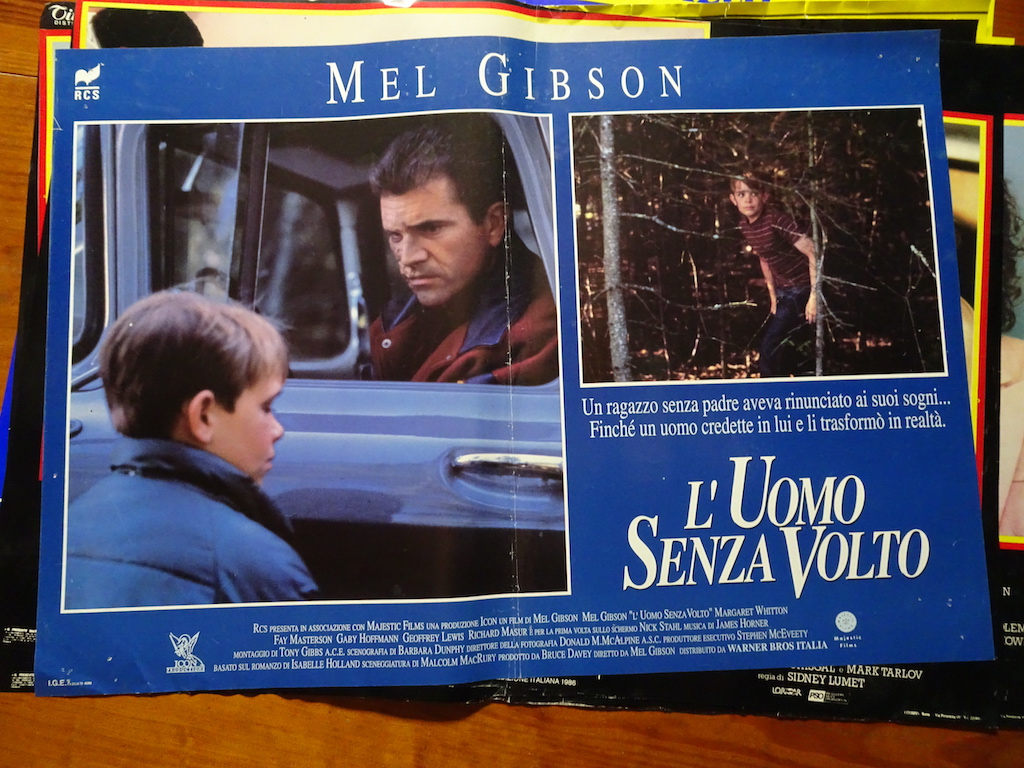 RCS
MEL GIBSON
Un ragazzo senza padre aveva rinunciato ai suoi sogni...
Finché un uomo credette in lui e li trasformò in realtà.
L'UOMO
SENZA VOLTO
RCS PRESENTA IN ASSOCIAZIONE CON MAJESTIC FILMS UNA PRODUZIONE ICON UN FILM DI MEL GIBSON MEL GIBSON "L' UOMO SENZA VOLTO" MARGARET WHITTON
FAY MASTERSON GABY HOFFMANN GEOFFREY LEWIS RICHARD MASUR E PER LA PRIMA VOLTA SULLO SCHERMO NICK STAHL MUSICA DI JAMES HORNER
MONTAGGIO DI TONY GIBBS A.C.E. SCENOGRAFIA DI BARBARA DUNPHY DIRETTORE DELLA FOTOGRAFIA DONALD M.MCALPINE A.S.C. PRODUTTORE ESECUTIVO STEPHEN MCEVEETY
BASATO SUL ROMANZO DI ISABELLE HOLLAND SCENEGGIATURA DI MALCOLM MACRURY PRODOTTO DA BRUCE DAVEY DIRETTO DA MEL GIBSON DISTRIBUITO DA WARNER BROS ITALIA
ICON
PRODUCTIONS
Majestic
Films
I.G.E.
ITALIANA 1986
E MARK TARLOV
regia di SIDNEY LUMET